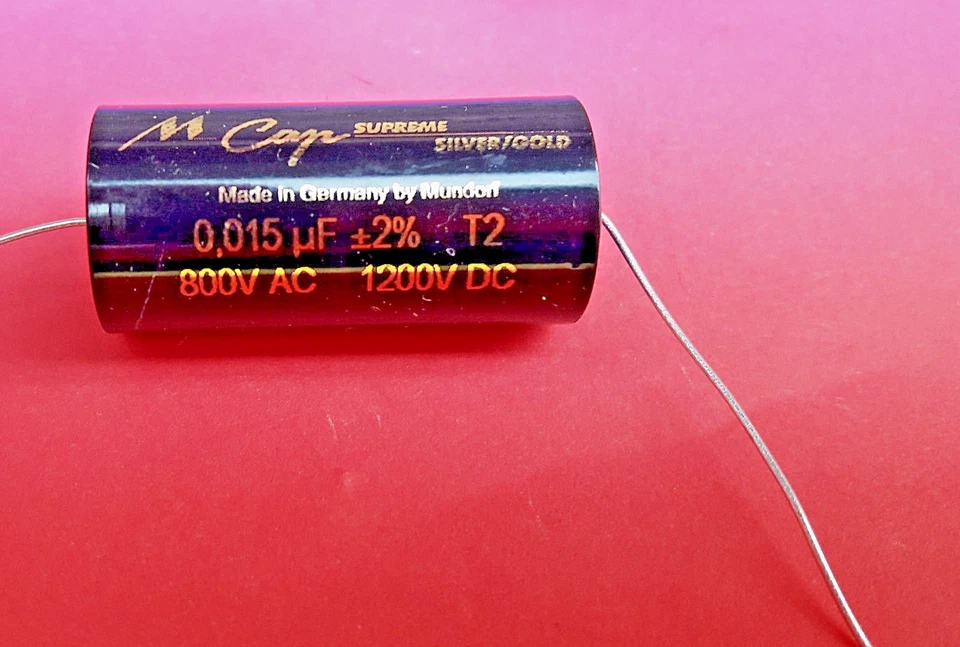 M Cap SUPREME
SILVER/GOLD
Made in Germany by Mundorf
0,015 µF ±2% T2
800V AC 1200V DC